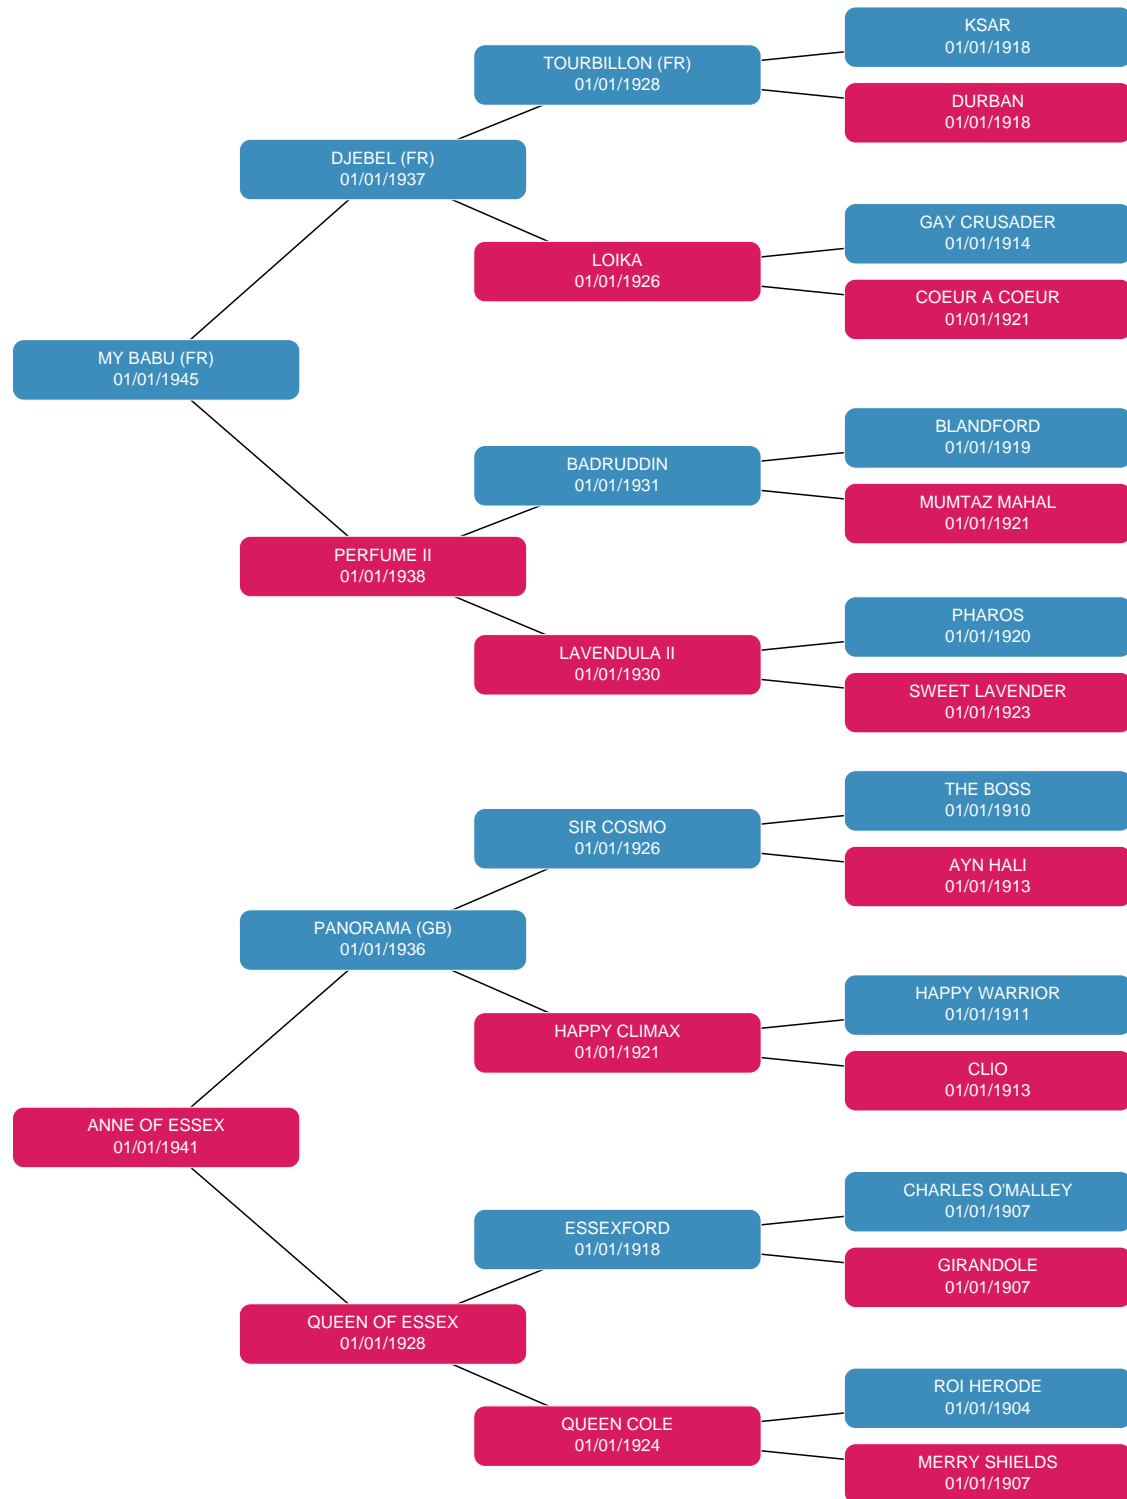 KSAR
01/01/1918
TOURBILLON (FR)
01/01/1928
DURBAN
01/01/1918
DJEBEL (FR)
01/01/1937
GAY CRUSADER
01/01/1914
LOIKA
01/01/1926
COEUR A COEUR
01/01/1921
MY BABU (FR)
01/01/1945
BLANDFORD
01/01/1919
BADRUDDIN
01/01/1931
MUMTAZ MAHAL
01/01/1921
PERFUME II
01/01/1938
PHAROS
01/01/1920
LAVENDULA II
01/01/1930
SWEET LAVENDER
01/01/1923
THE BOSS
01/01/1910
SIR COSMO
01/01/1926
AYN HALI
01/01/1913
PANORAMA (GB)
01/01/1936
HAPPY WARRIOR
01/01/1911
HAPPY CLIMAX
01/01/1921
CLIO
01/01/1913
ANNE OF ESSEX
01/01/1941
CHARLES O'MALLEY
01/01/1907
ESSEXFORD
01/01/1918
GIRANDOLE
01/01/1907
QUEEN OF ESSEX
01/01/1928
ROI HERODE
01/01/1904
QUEEN COLE
01/01/1924
MERRY SHIELDS
01/01/1907